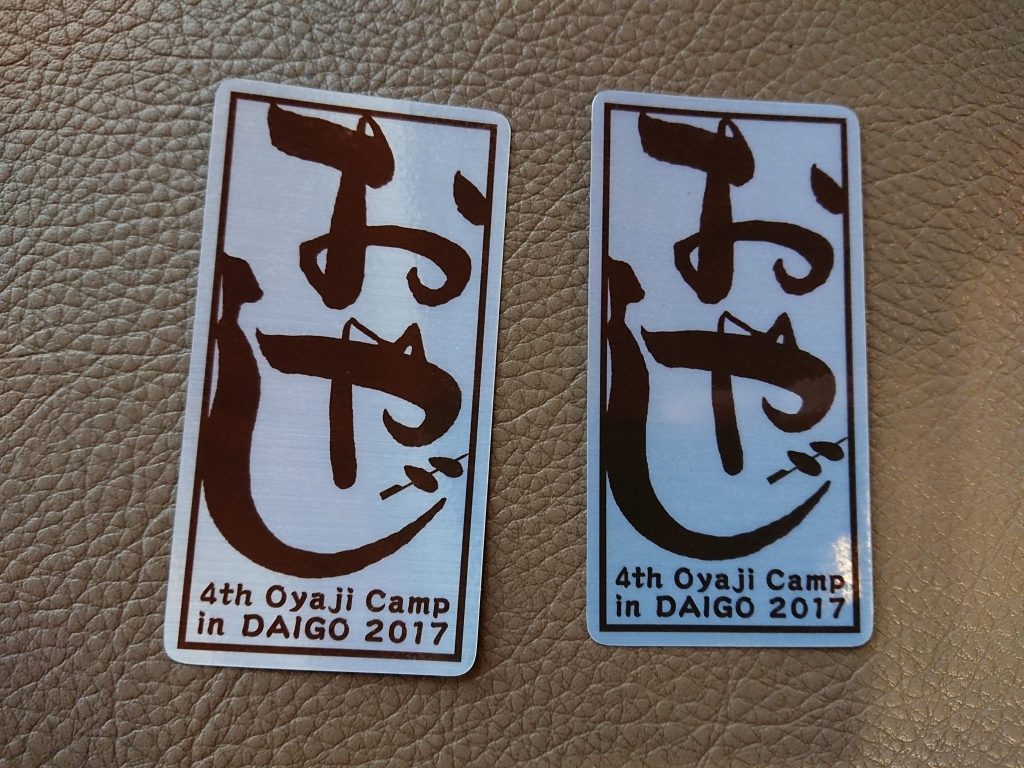 おやじ
4th Oyaji Camp
in DAIGO 2017
おやじ
4th Oyaji Camp
in DAIGO 2017